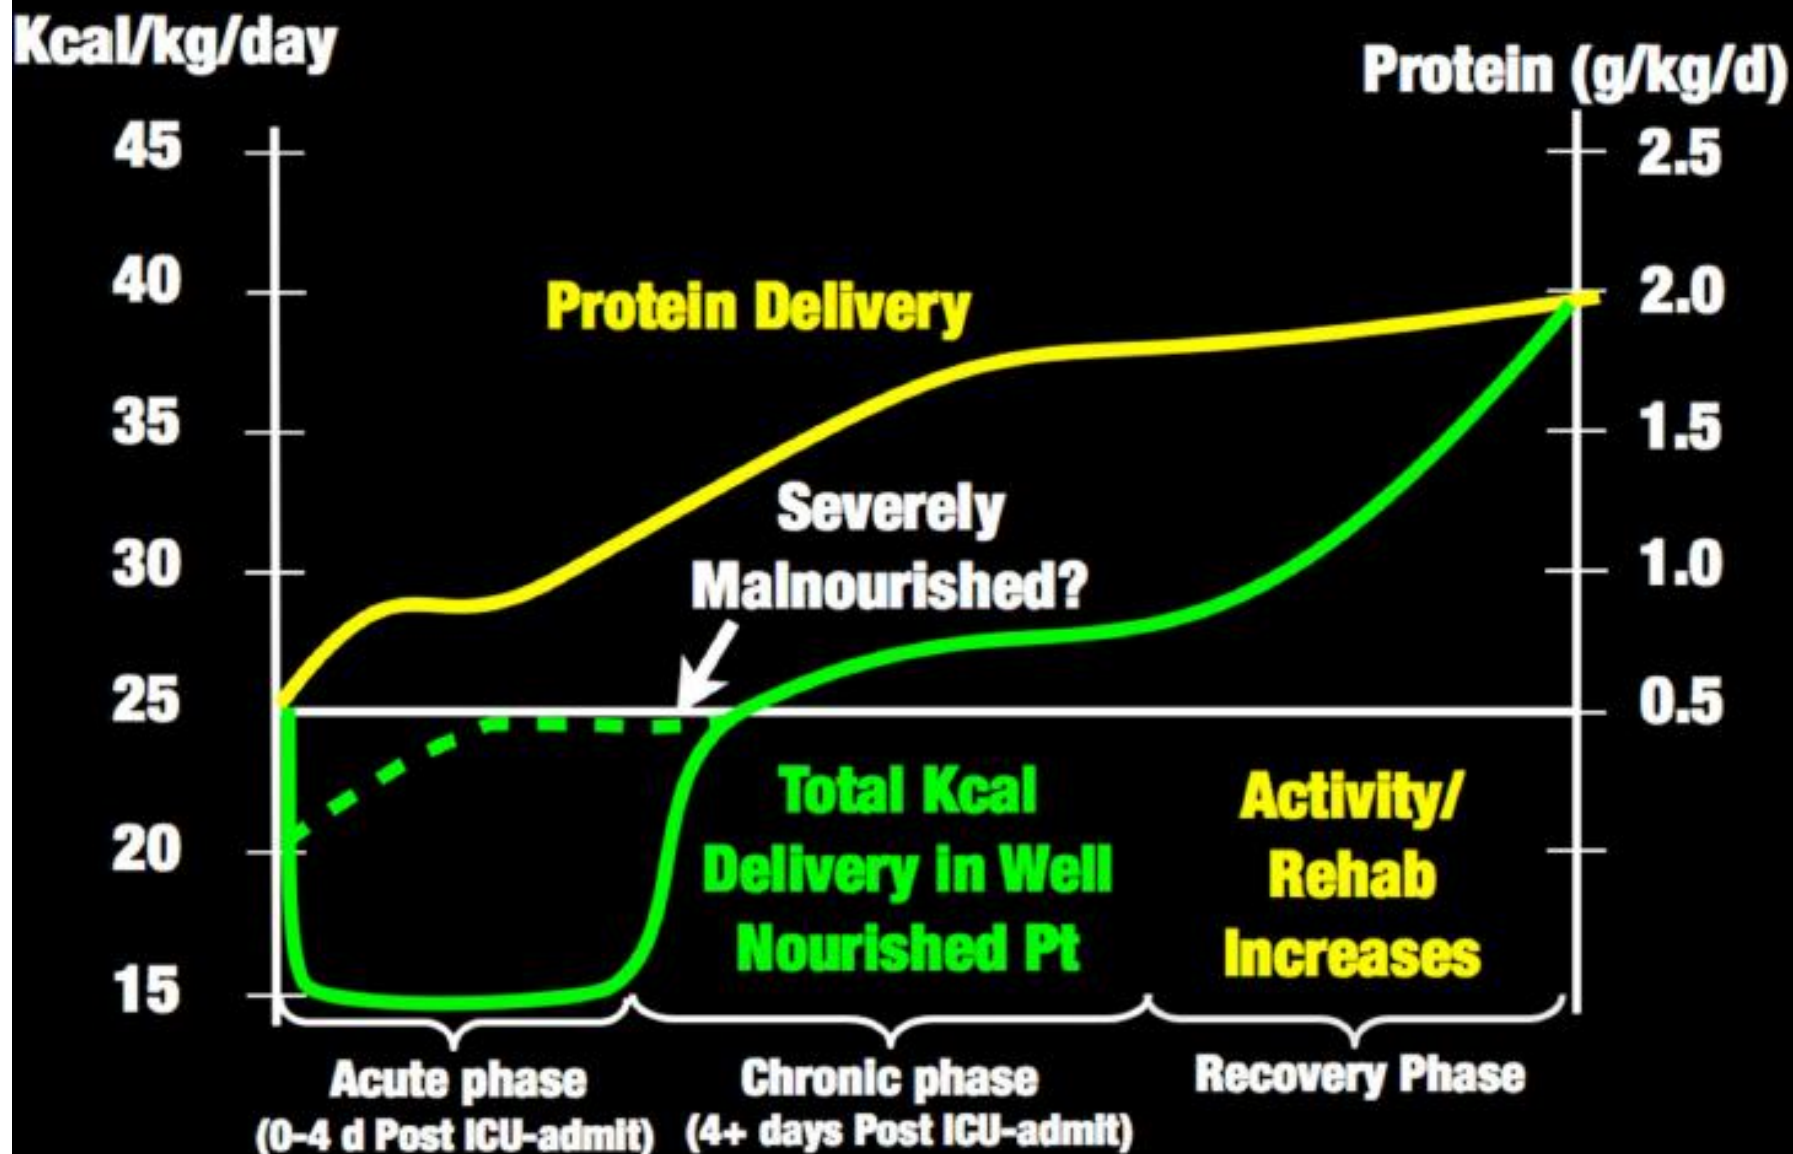 Kcal/kg/day
Protein (g/kg/d)
45
2.5
40
2.0
Protein Delivery
35
1.5
Severely
Malnourished?
30
1.0
25
0.5
Total Kcal
Delivery in Well
Nourished Pt
Activity/
Rehab
Increases
20
15
Acute phase
(0-4 d Post ICU-admit)
Chronic phase
(4+ days Post ICU-admit)
Recovery Phase